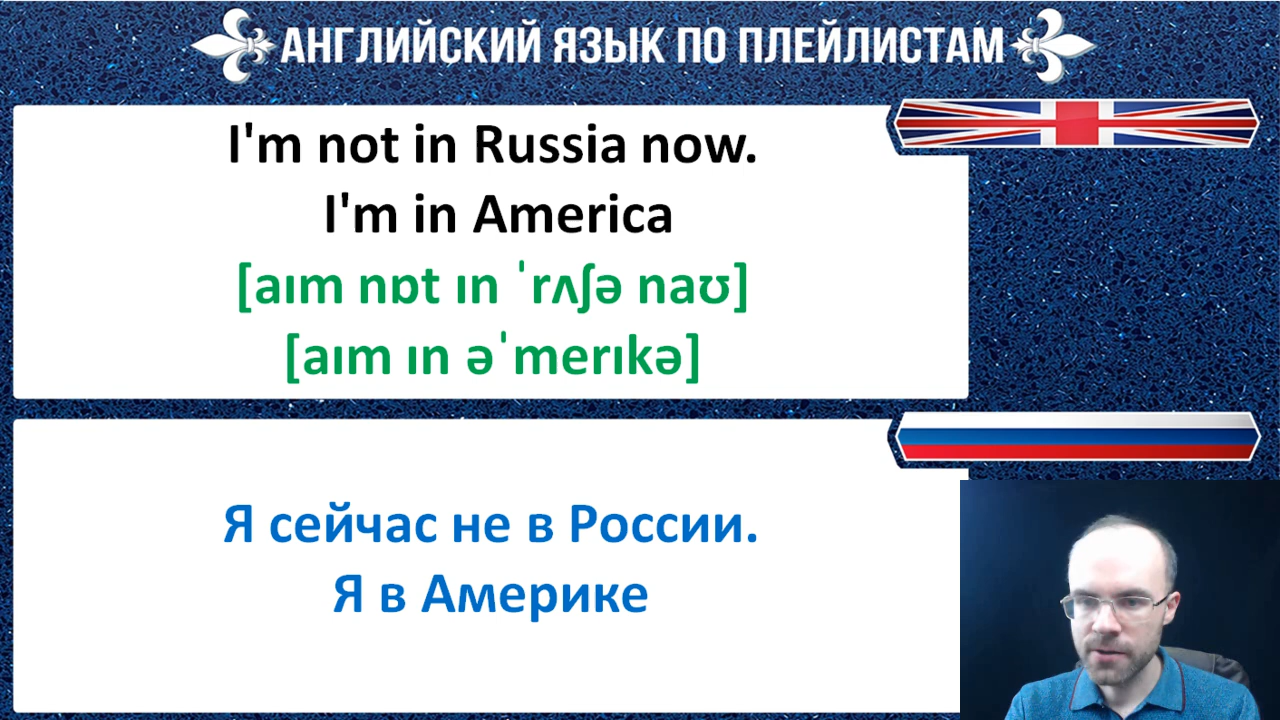 АНГЛИЙСКИЙ ЯЗЫК ПО ПЛЕЙЛИСТАМ
I'm not in Russia now.
I'm in America
[aɪm nɒt ɪn ˈrʌʃə naʊ]
[aɪm ɪn əˈmerɪkə]
Я сейчас не в России.
Я в Америке